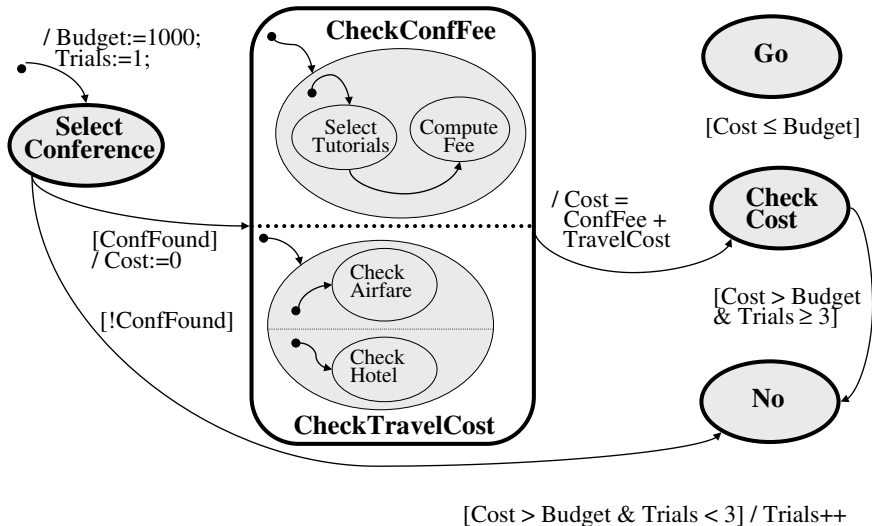 / Budget:=1000;
Trials:=1;
Select
Conference
CheckConfFee
Select
Tutorials
Compute
Fee
Go
[Cost ≤ Budget]
/ Cost =
ConfFee +
TravelCost
Check
Cost
[ConfFound]
/ Cost:=0
[!ConfFound]
Check
Airfare
Check
Hotel
CheckTravelCost
[Cost > Budget
& Trials ≥ 3]
No
[Cost > Budget & Trials < 3] / Trials++